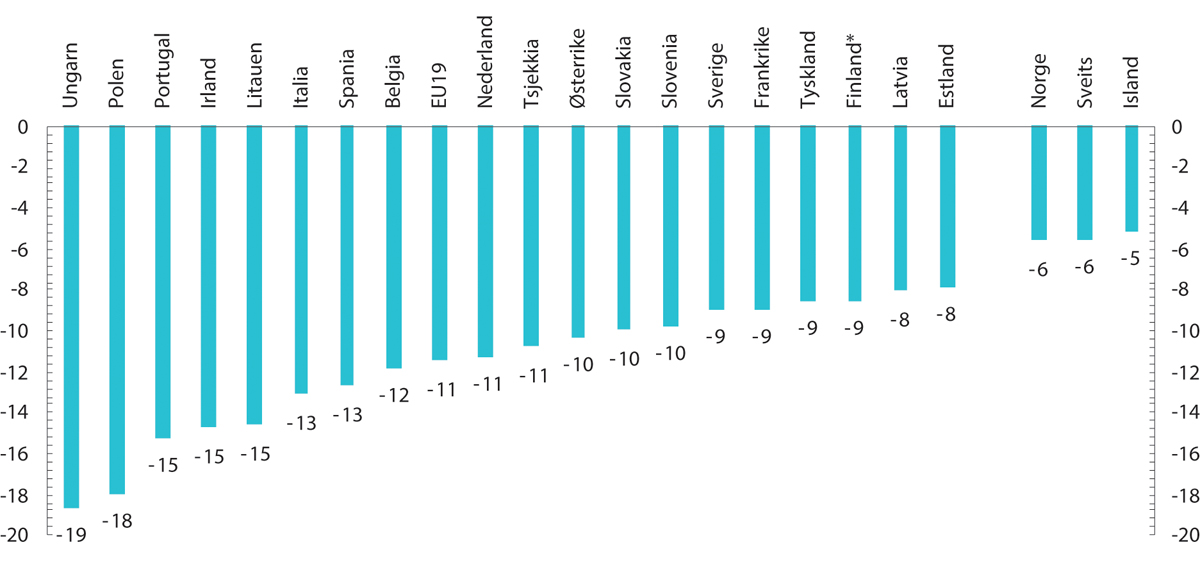 Ungarn
Polen
Portugal
Irland
Litauen
Italia
Spania
Belgia
EU19
Nederland
Tsjekkia
Østerrike
Slovakia
Slovenia
Sverige
Frankrike
Tyskland
Finland*
Latvia
Estland
Norge
Sveits
Island
0
-2
-4
-6
-8
-10
-12
-14
-16
-18
-20
-19
-18
-15
-15
-15
-13
-13
-12
-11
-11
-11
-10
-10
-10
-9
-9
-9
-9
-8
-8
-6
-6
-5
0
-2
-4
-6
-8
-10
-12
-14
-16
-18
-20